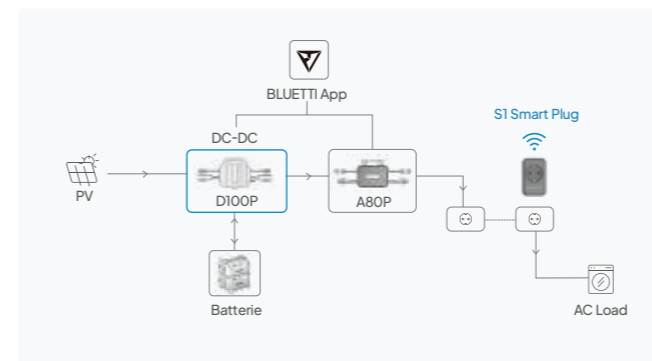 BLUETTI App
S1 Smart Plug
DC-DC
PV
D100P
A80P
Batterie
AC Load